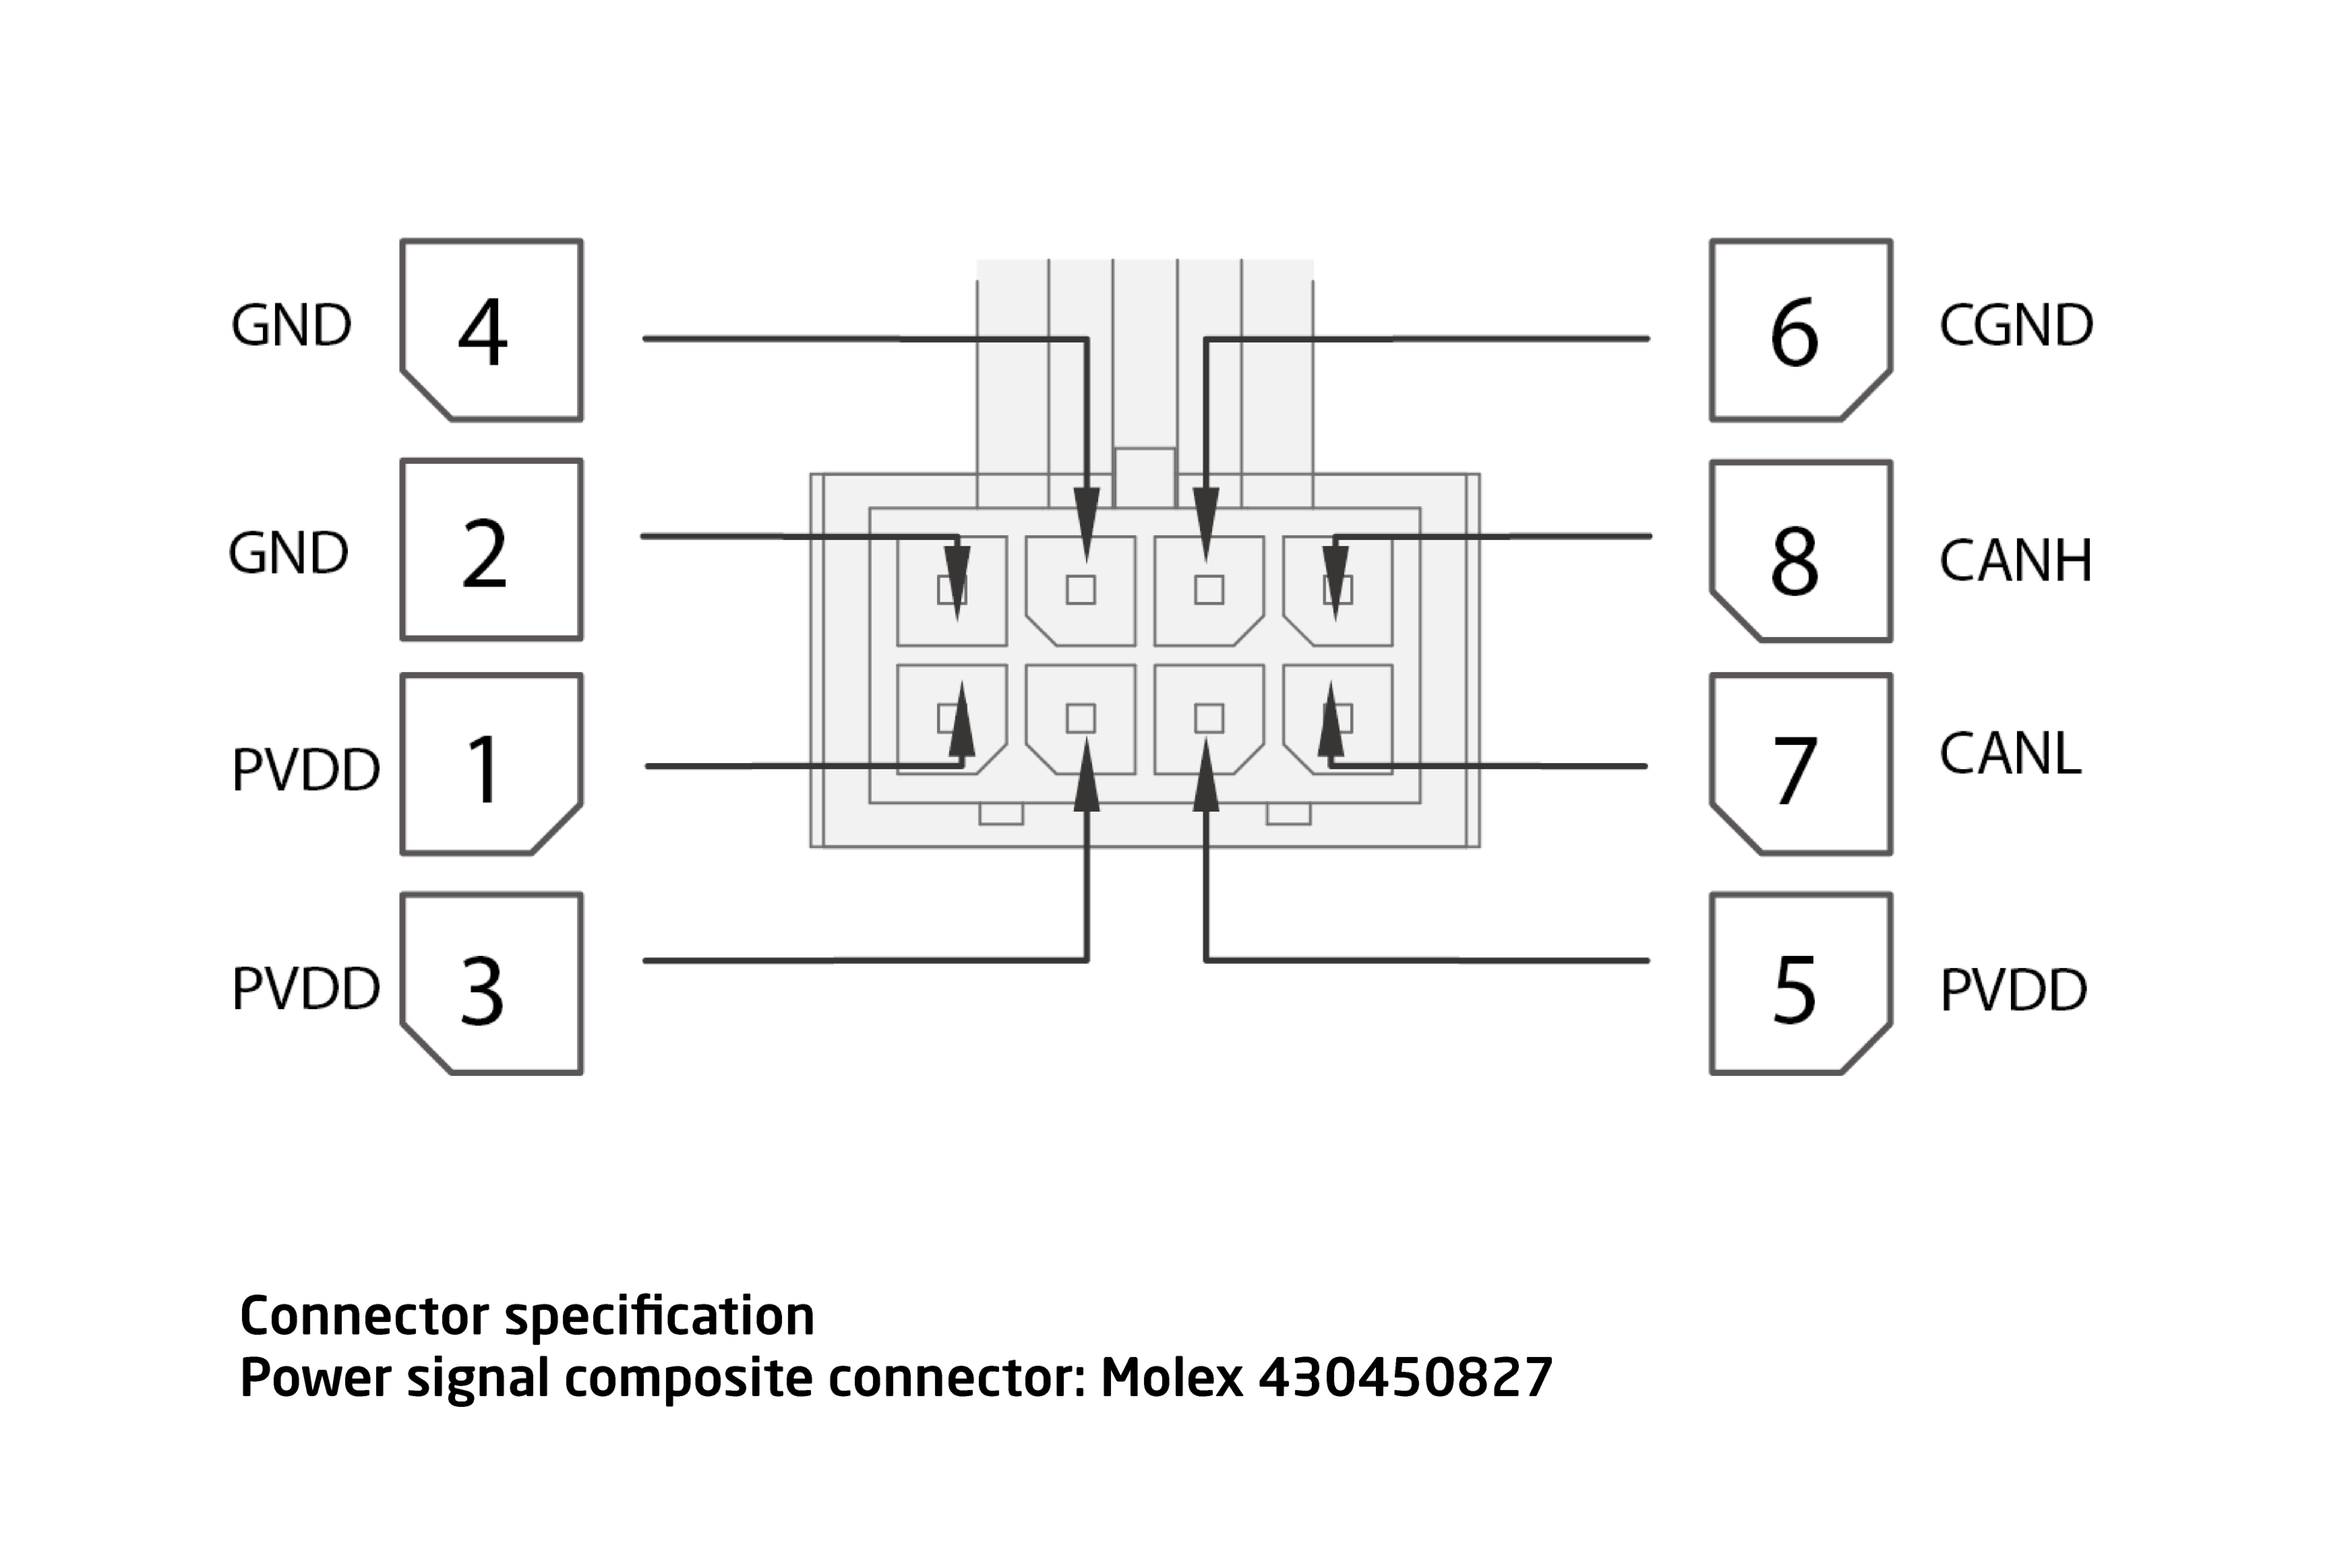 GND 4
6 CGND
GND 2
8 CANH
PVDD 1
7 CANL
PVDD 3
5 PVDD
Connector specification
Power signal composite connector: Molex 430450827